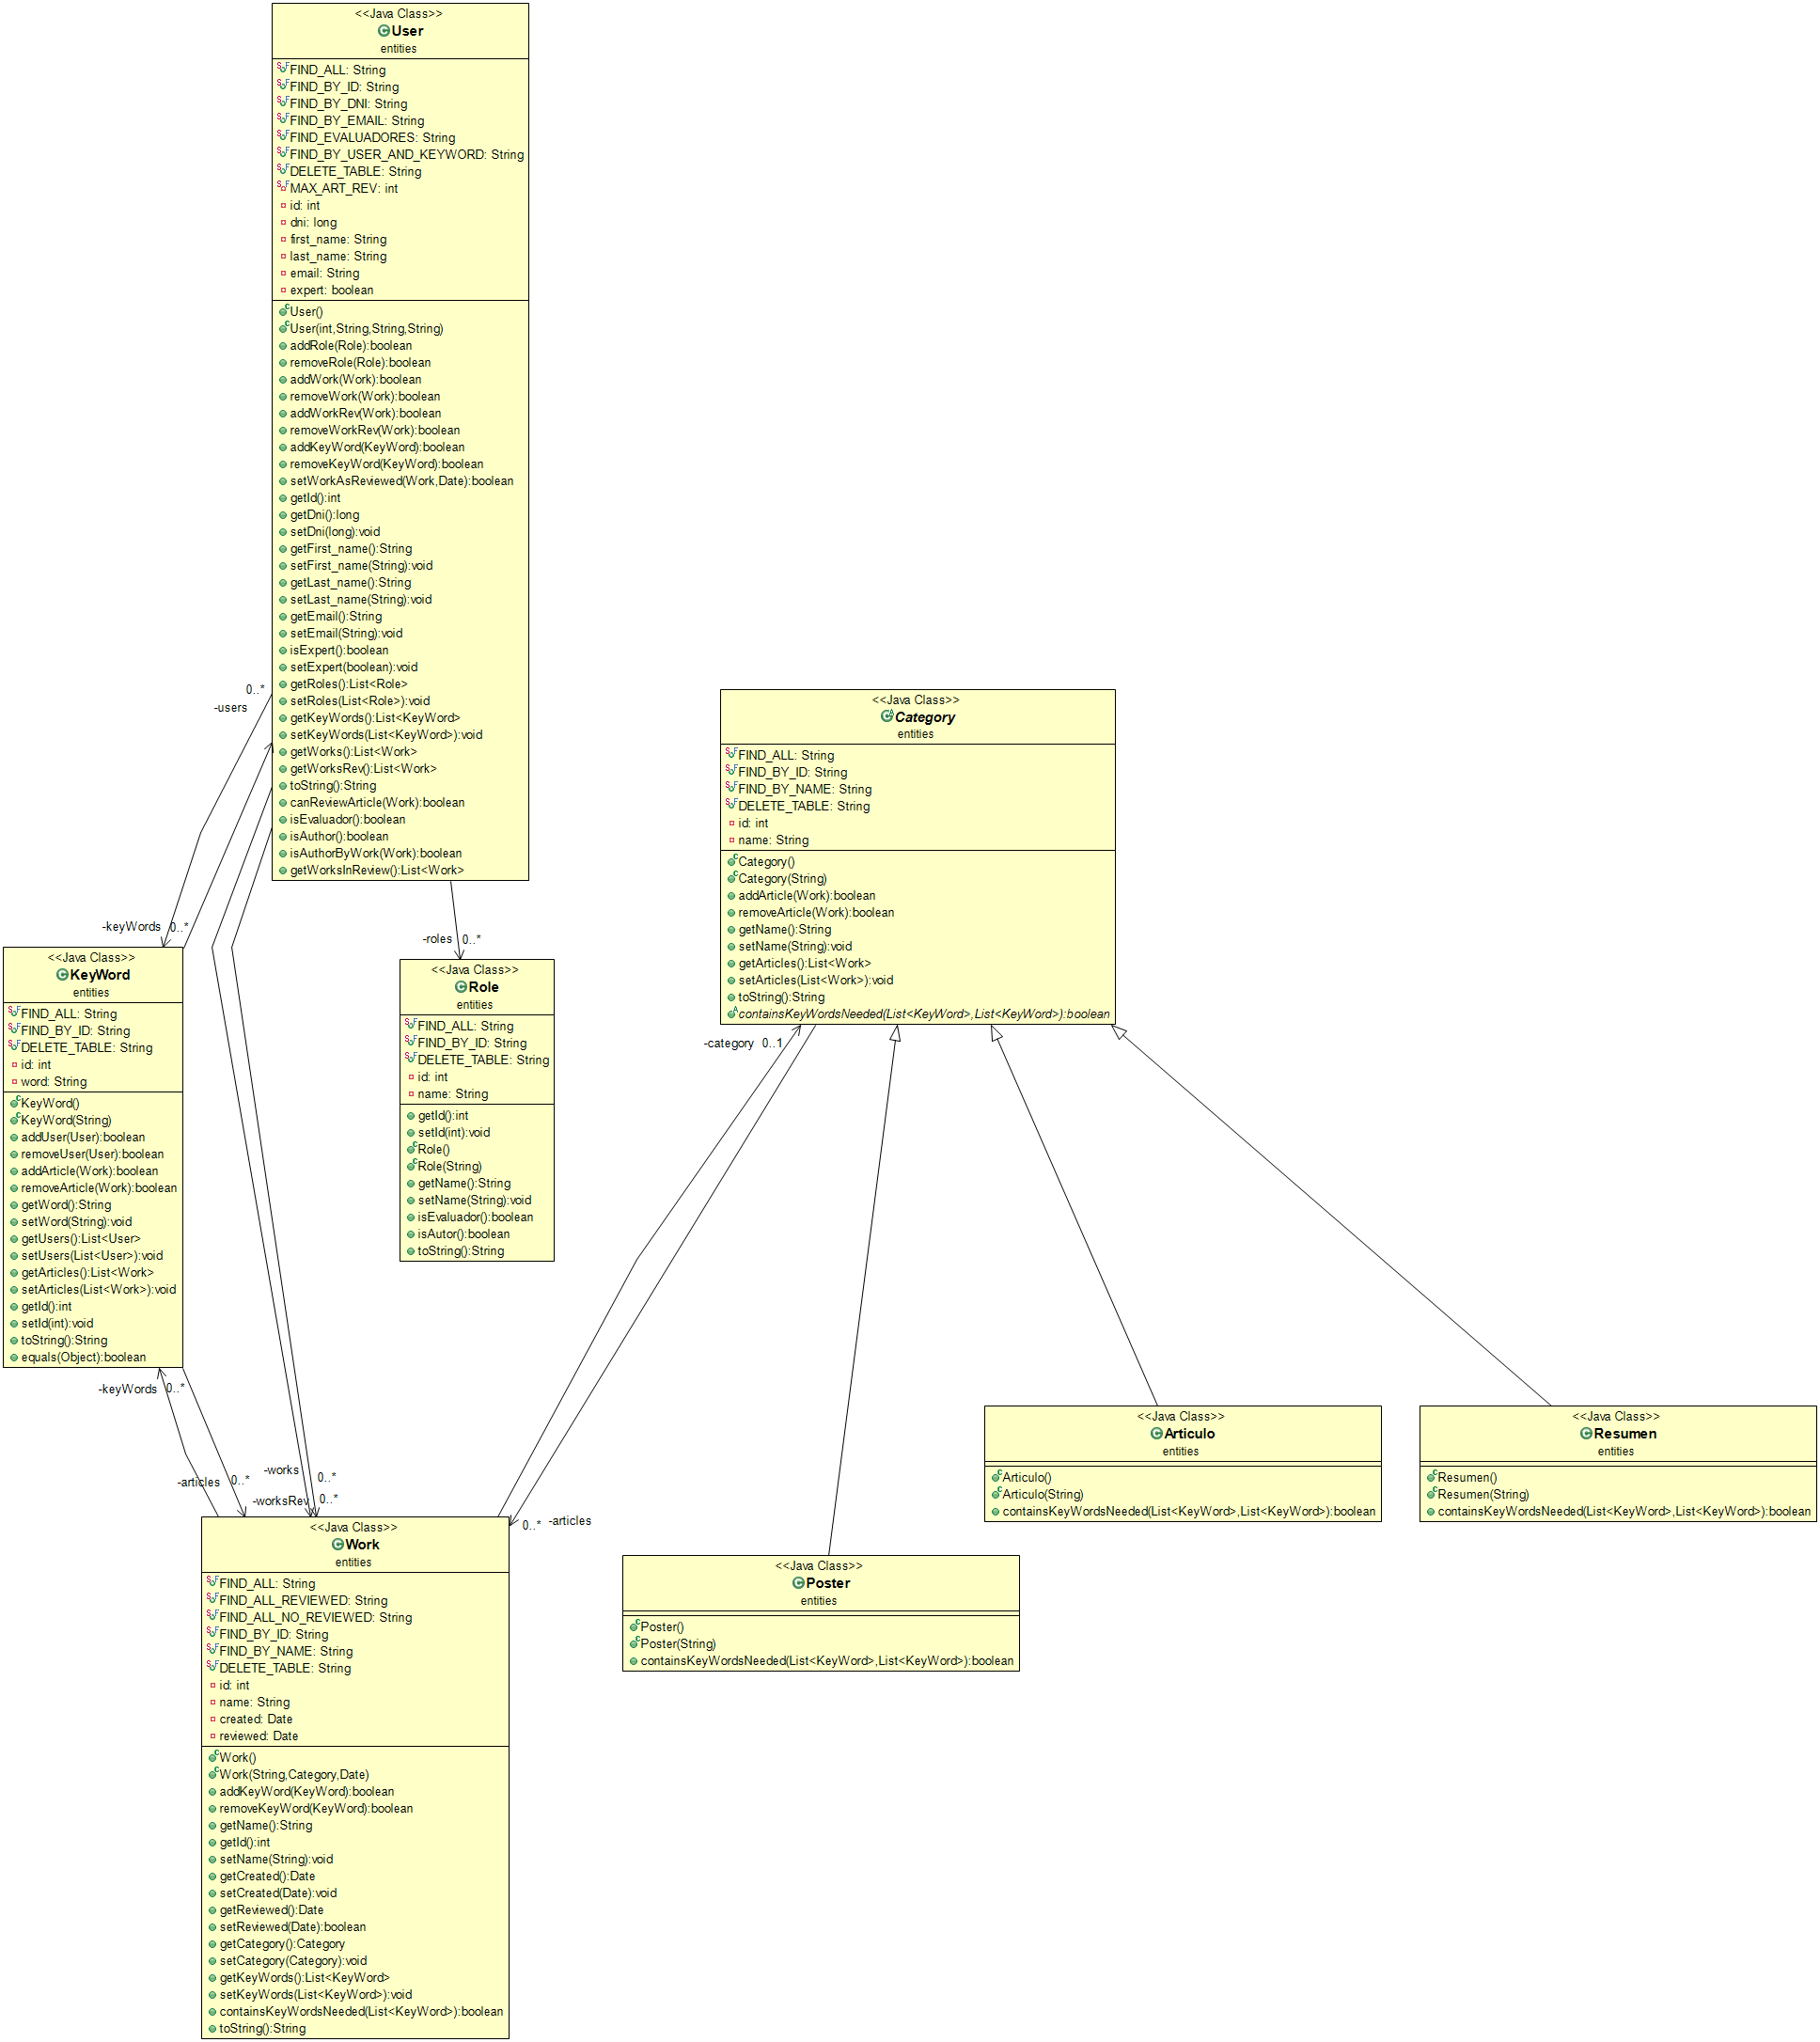 <<Java Class>>
User
entities
FIND_ALL: String
FIND_BY_ID: String
FIND_BY_DNI: String
FIND_BY_EMAIL: String
FIND_EVALUADORES: String
FIND_BY_USER_AND_KEYWORD: String
DELETE_TABLE: String
MAX_ART_REV: int
id: int
dni: long
first_name: String
last_name: String
email: String
expert: boolean
User()
User(int,String,String,String)
addRole(Role):boolean
removeRole(Role):boolean
addWork(Work):boolean
removeWork(Work):boolean
addWorkRev(Work):boolean
removeWorkRev(Work):boolean
addKeyWord(KeyWord):boolean
removeKeyWord(KeyWord):boolean
setWorkAsReviewed(Work,Date):boolean
getId():int
getDni():long
setDni(long):void
getFirst_name():String
setFirst_name(String):void
getLast_name():String
setLast_name(String):void
getEmail():String
setEmail(String):void
isExpert():boolean
setExpert(boolean):void
getRoles():List<Role>
setRoles(List<Role>):void
getKeyWords():List<KeyWord>
setKeyWords(List<KeyWord>):void
getWorks():List<Work>
getWorksRev():List<Work>
toString():String
canReviewArticle(Work):boolean
isEvaluador():boolean
isAuthor():boolean
isAuthorByWork(Work):boolean
getWorksInReview():List<Work>
0..*
-users
-keyWords 0..*
-roles 0..*
<<Java Class>>
Category
entities
FIND_ALL: String
FIND_BY_ID: String
FIND_BY_NAME: String
DELETE_TABLE: String
id: int
name: String
Category()
Category(String)
addArticle(Work):boolean
removeArticle(Work):boolean
getName():String
setName(String):void
getArticles():List<Work>
setArticles(List<Work>):void
toString():String
containsKeyWordsNeeded(List<KeyWord>,List<KeyWord>):boolean
-category 0..1
<<Java Class>>
KeyWord
entities
FIND_ALL: String
FIND_BY_ID: String
DELETE_TABLE: String
id: int
word: String
KeyWord()
KeyWord(String)
addUser(User):boolean
removeUser(User):boolean
addArticle(Work):boolean
removeArticle(Work):boolean
getWord():String
setWord(String):void
getUsers():List<User>
setUsers(List<User>):void
getArticles():List<Work>
setArticles(List<Work>):void
getId():int
setId(int):void
toString():String
equals(Object):boolean
<<Java Class>>
Role
entities
FIND_ALL: String
FIND_BY_ID: String
DELETE_TABLE: String
id: int
name: String
getId():int
setId(int):void
Role()
Role(String)
getName():String
setName(String):void
isEvaluador():boolean
isAutor():boolean
toString():String
-keyWords 0..*
-articles 0..*
-works 0..*
-worksRev 0..*
0..* -articles
<<Java Class>>
Articulo
entities
Articulo()
Articulo(String)
containsKeyWordsNeeded(List<KeyWord>,List<KeyWord>):boolean
<<Java Class>>
Resumen
entities
Resumen()
Resumen(String)
containsKeyWordsNeeded(List<KeyWord>,List<KeyWord>):boolean
<<Java Class>>
Poster
entities
Poster()
Poster(String)
containsKeyWordsNeeded(List<KeyWord>,List<KeyWord>):boolean
<<Java Class>>
Work
entities
FIND_ALL: String
FIND_ALL_REVIEWED: String
FIND_ALL_NO_REVIEWED: String
FIND_BY_ID: String
FIND_BY_NAME: String
DELETE_TABLE: String
id: int
name: String
created: Date
reviewed: Date
Work()
Work(String,Category,Date)
addKeyWord(KeyWord):boolean
removeKeyWord(KeyWord):boolean
getName():String
getId():int
setName(String):void
getCreated():Date
setCreated(Date):void
getReviewed():Date
setReviewed(Date):boolean
getCategory():Category
setCategory(Category):void
getKeyWords():List<KeyWord>
setKeyWords(List<KeyWord>):void
containsKeyWordsNeeded(List<KeyWord>):boolean
toString():String